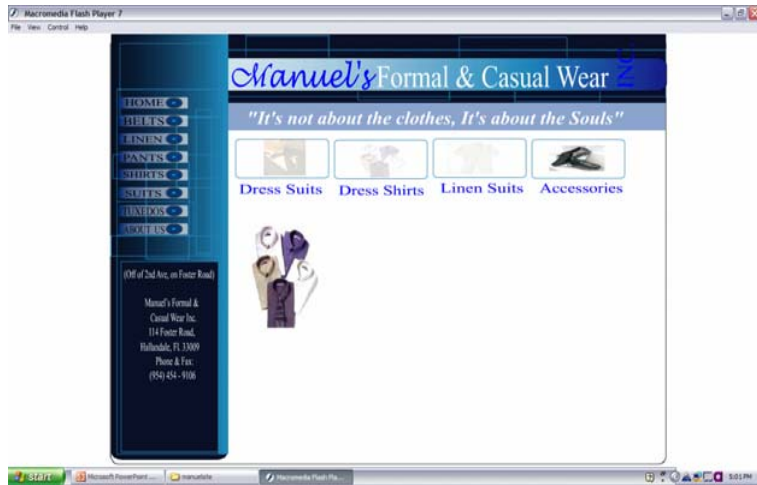 Macromedia Flash Player 7
File View Control Help
Manuel's Formal & Casual Wear INC.
"It's not about the clothes, It's about the Souls"
HOME
BELTS
LINEN
PANTS
SHIRTS
SUITS
TUXEDOS
ABOUT US
Dress Suits Dress Shirts Linen Suits Accessories
(Off of 2nd Ave, on Foster Road)
Manuel's Formal &
Casual Wear Inc.
114 Foster Road,
Hallandale, FL 33009
Phone & Fax:
(954) 454 - 9106
start Microsoft PowerPoint ... manuelsite Macromedia Flash Pla... 5:01 PM